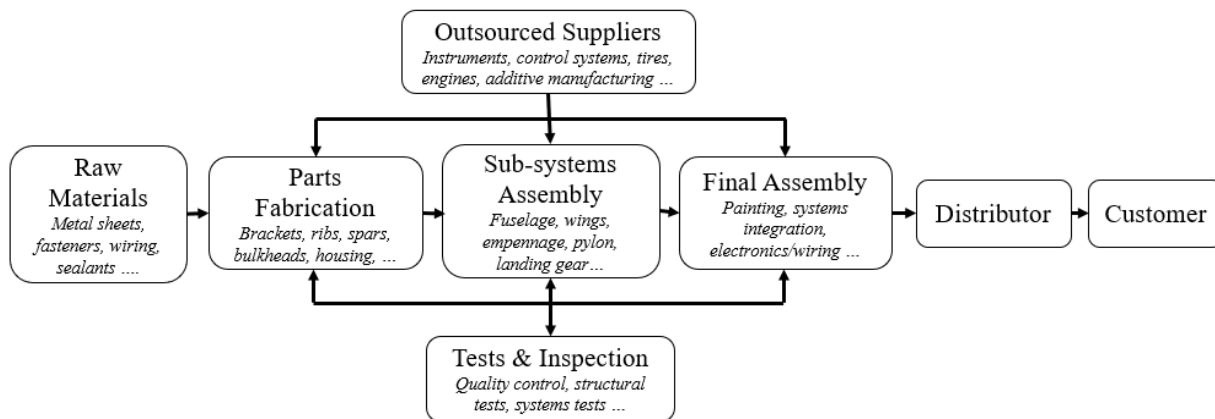 Outsourced Suppliers
Instruments, control systems, tires,
engines, additive manufacturing ...
Raw
Materials
Metal sheets,
fasteners, wiring,
sealants ....
Parts
Fabrication
Brackets, ribs, spars,
bulkheads, housing, ...
Sub-systems
Assembly
Fuselage, wings,
empennage, pylon,
landing gear...
Final Assembly
Painting, systems
integration,
electronics/wiring ...
Distributor
Customer
Tests & Inspection
Quality control, structural
tests, systems tests ...